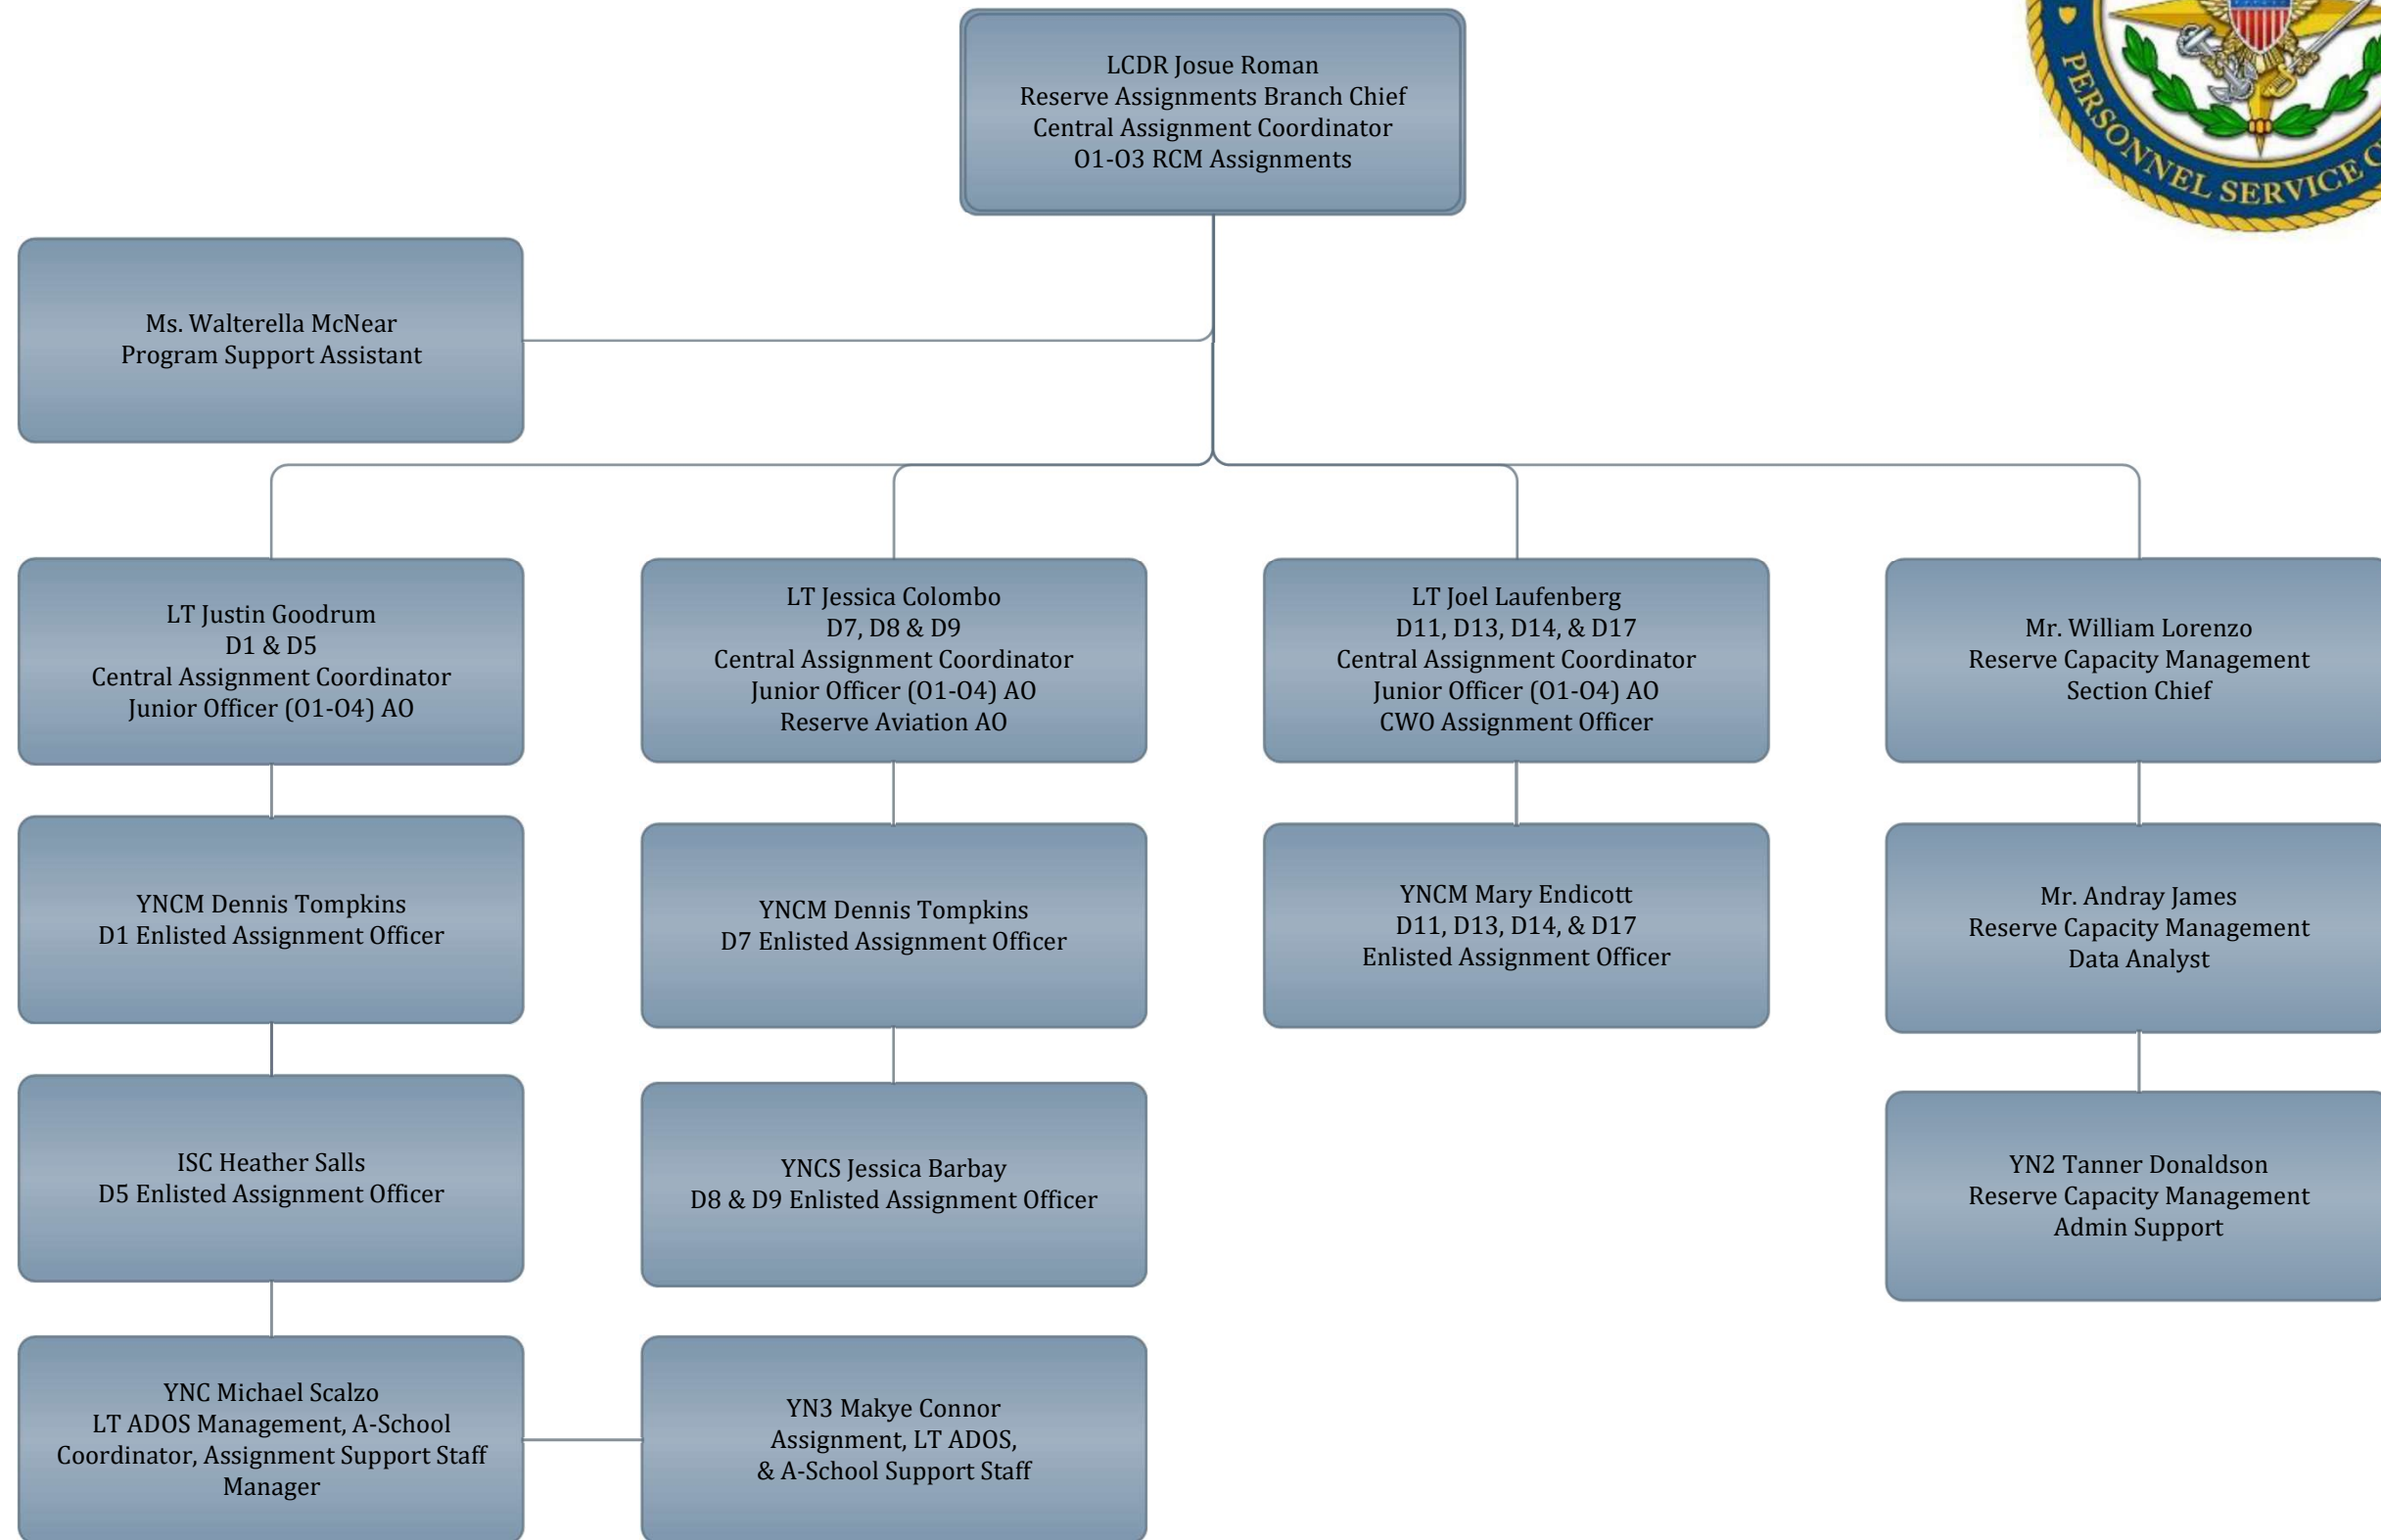 LCDR Josue Roman
Reserve Assignments Branch Chief
Central Assignment Coordinator
O1-O3 RCM Assignments
PERSONNEL SERVICE
Ms. Walterella McNear
Program Support Assistant
LT Justin Goodrum
D1 & D5
Central Assignment Coordinator
Junior Officer (O1-O4) AO
LT Jessica Colombo
D7, D8 & D9
Central Assignment Coordinator
Junior Officer (O1-O4) AO
Reserve Aviation AO
LT Joel Laufenberg
D11, D13, D14, & D17
Central Assignment Coordinator
Junior Officer (O1-O4) AO
CWO Assignment Officer
Mr. William Lorenzo
Reserve Capacity Management
Section Chief
YNCM Dennis Tompkins
D1 Enlisted Assignment Officer
YNCM Dennis Tompkins
D7 Enlisted Assignment Officer
YNCM Mary Endicott
D11, D13, D14, & D17
Enlisted Assignment Officer
Mr. Andray James
Reserve Capacity Management
Data Analyst
ISC Heather Salls
D5 Enlisted Assignment Officer
YNCS Jessica Barbay
D8 & D9 Enlisted Assignment Officer
YN2 Tanner Donaldson
Reserve Capacity Management
Admin Support
YNC Michael Scalzo
LT ADOS Management, A-School
Coordinator, Assignment Support Staff
Manager
YN3 Makye Connor
Assignment, LT ADOS,
& A-School Support Staff